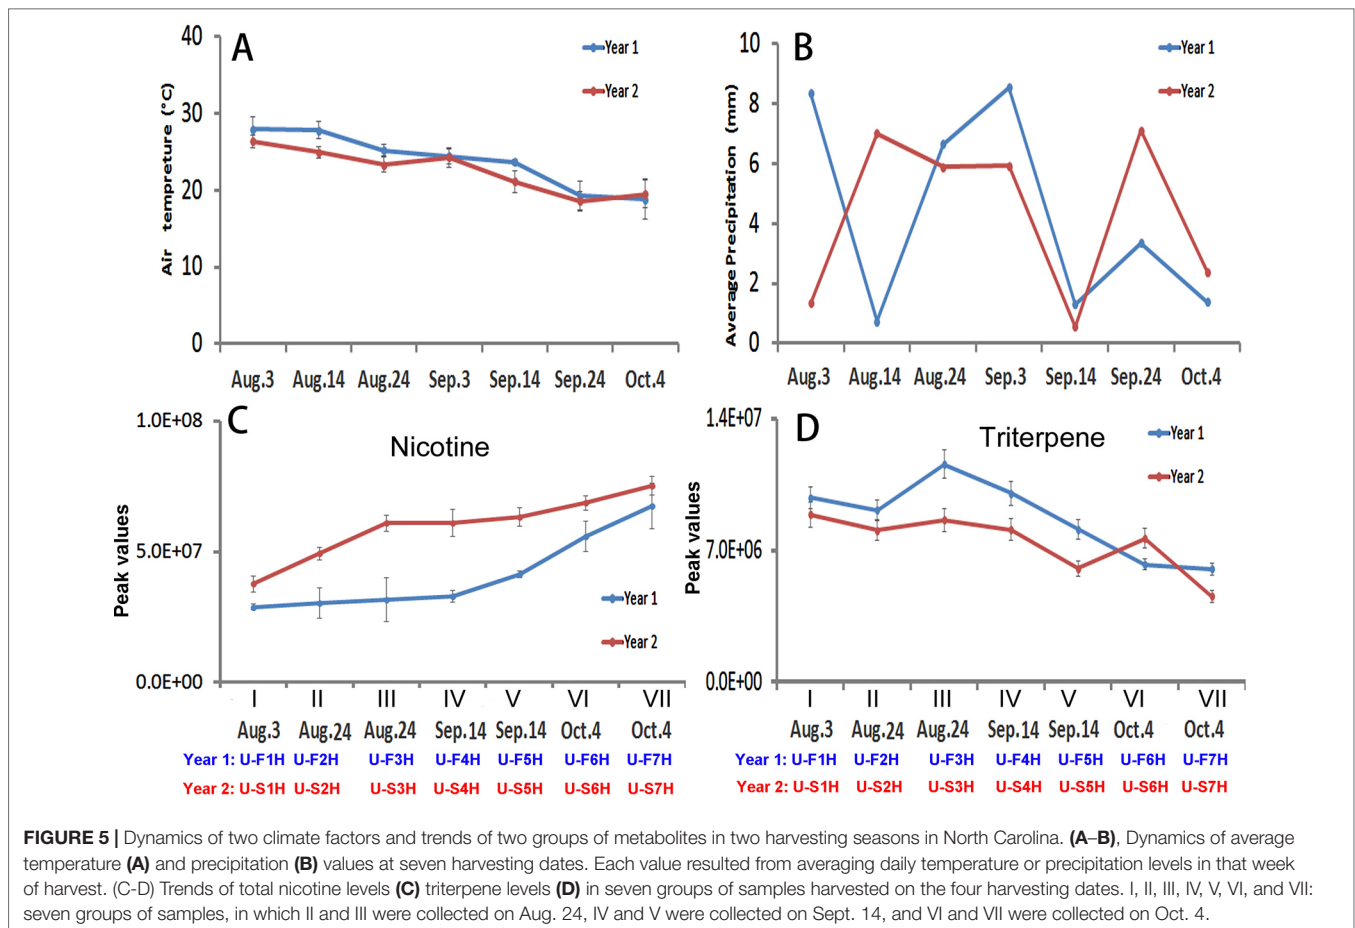 A
40
30
20
10
0
Air tempreture (°C)
Year 1
Year 2
Aug.3 Aug.14 Aug.24 Sep.3 Sep.14 Sep.24 Oct.4
B
10
8
6
4
2
0
Average Precipitation (mm)
Year 1
Year 2
Aug.3 Aug.14 Aug.24 Sep.3 Sep.14 Sep.24 Oct.4
C
Nicotine
1.0E+08
5.0E+07
0.0E+00
Peak values
Year 1
Year 2
I II III IV V VI VII
Aug.3 Aug.24 Aug.24 Sep.14 Sep.14 Oct.4 Oct.4
Year 1: U-F1H U-F2H U-F3H U-F4H U-F5H U-F6H U-F7H
Year 2: U-S1H U-S2H U-S3H U-S4H U-S5H U-S6H U-S7H
D
Triterpene
1.4E+07
7.0E+06
0.0E+00
Peak values
Year 1
Year 2
I II III IV V VI VII
Aug.3 Aug.24 Aug.24 Sep.14 Sep.14 Oct.4 Oct.4
Year 1: U-F1H U-F2H U-F3H U-F4H U-F5H U-F6H U-F7H
Year 2: U-S1H U-S2H U-S3H U-S4H U-S5H U-S6H U-S7H
FIGURE 5 | Dynamics of two climate factors and trends of two groups of metabolites in two harvesting seasons in North Carolina. (A–B), Dynamics of average
temperature (A) and precipitation (B) values at seven harvesting dates. Each value resulted from averaging daily temperature or precipitation levels in that week
of harvest. (C-D) Trends of total nicotine levels (C) triterpene levels (D) in seven groups of samples harvested on the four harvesting dates. I, II, III, IV, V, VI, and VII:
seven groups of samples, in which II and III were collected on Aug. 24, IV and V were collected on Sept. 14, and VI and VII were collected on Oct. 4.